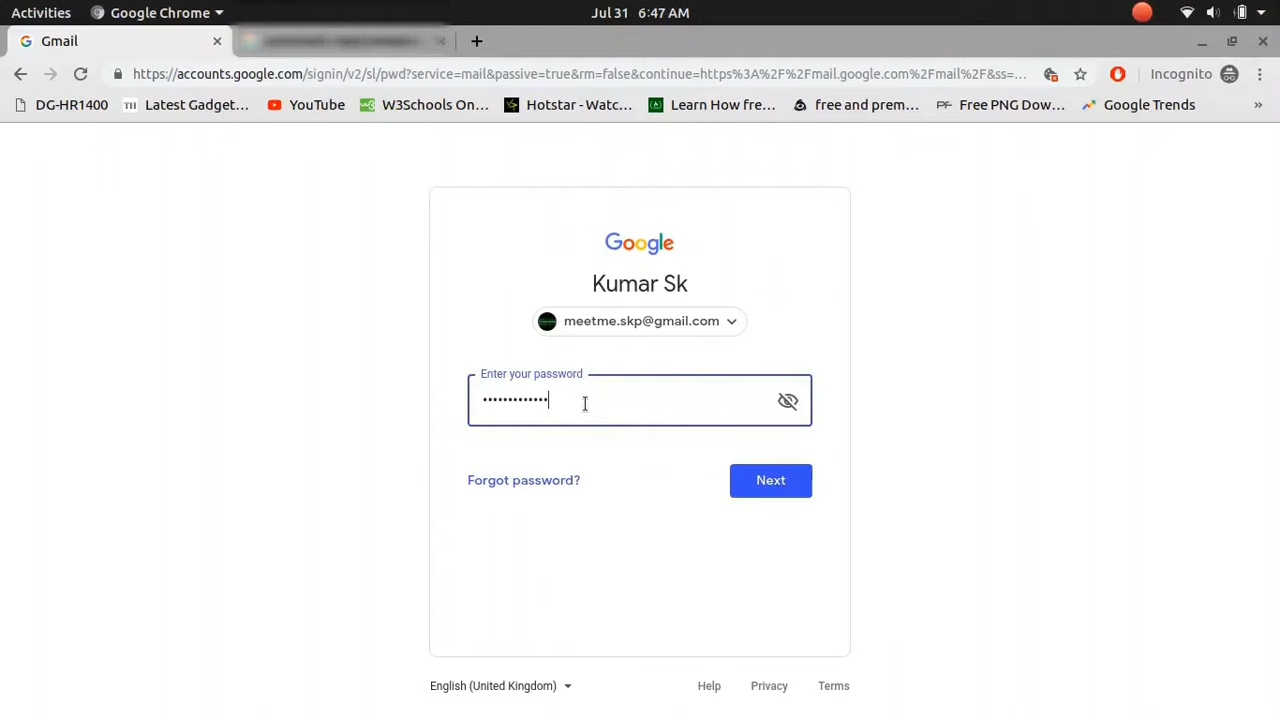 Activities Google Chrome Jul 31 6:47 AM
Gmail
https://accounts.google.com/signin/v2/sl/pwd?service=mail&passive=true&rm=false&continue=https%3A%2F%2Fmail.google.com%2Fmail%2F&ss=... Incognito
DG-HR1400 TH Latest Gadget... YouTube W3 W3Schools On... Hotstar - Watc... Learn How fre... free and prem... PF Free PNG Dow... Google Trends »
Google
Kumar Sk
meetme.skp@gmail.com
Enter your password
•••••••••••••
Forgot password? Next
English (United Kingdom) Help Privacy Terms